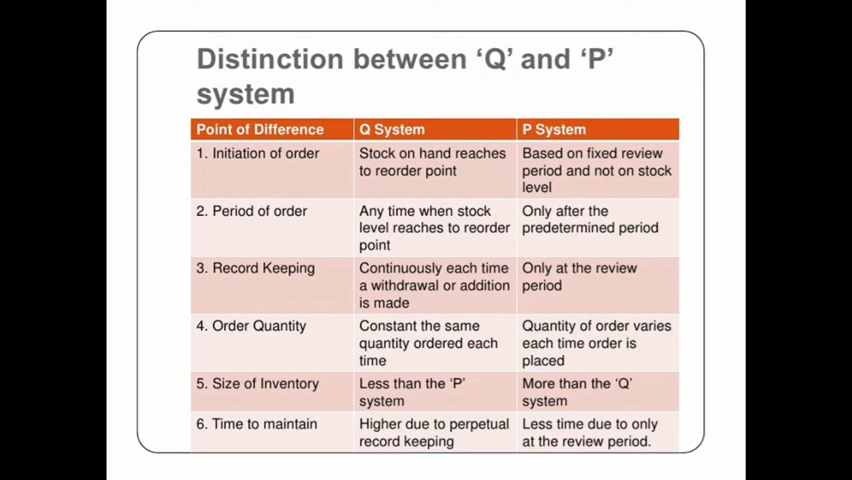 Distinction between ‘Q’ and ‘P’
system
Point of Difference
Q System
P System
1. Initiation of order
Stock on hand reaches
to reorder point
Based on fixed review
period and not on stock
level
2. Period of order
Any time when stock
level reaches to reorder
point
Only after the
predetermined period
3. Record Keeping
Continuously each time
a withdrawal or addition
is made
Only at the review
period
4. Order Quantity
Constant the same
quantity ordered each
time
Quantity of order varies
each time order is
placed
5. Size of Inventory
Less than the ‘P’
system
More than the ‘Q’
system
6. Time to maintain
Higher due to perpetual
record keeping
Less time due to only
at the review period.